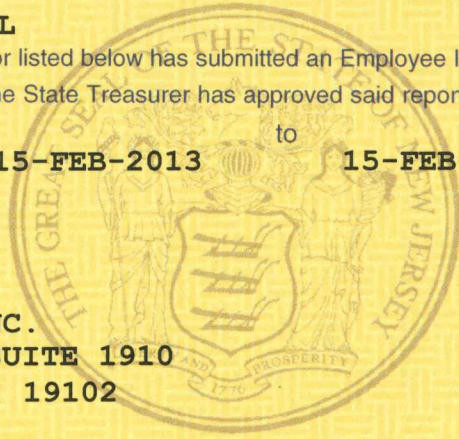 L
or listed below has submitted an Employee I
he State Treasurer has approved said repor
to
15-FEB-2013 15-FEB
THE GREAT SEAL OF THE STATE OF NEW JERSEY
AND PROSPERITY
1776
NC.
SUITE 1910
19102